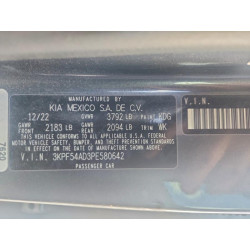 MANUFACTURED BY
KIA MEXICO S.A. DE C.V.
12/22 GVWR 3792 LB PAINT KDG
GAWR FRONT 2183 LB GAWR REAR 2094 LB TRIM WK
THIS VEHICLE CONFORMS TO ALL APPLICABLE
U.S. FEDERAL MOTOR VEHICLE SAFETY, BUMPER, AND
THEFT PREVENTION STANDARDS IN EFFECT ON THE
DATE OF MANUFACTURE SHOWN ABOVE.
V.I.N. 3KPF54AD3PE580642
PASSENGER CAR
7620
V.I.N.